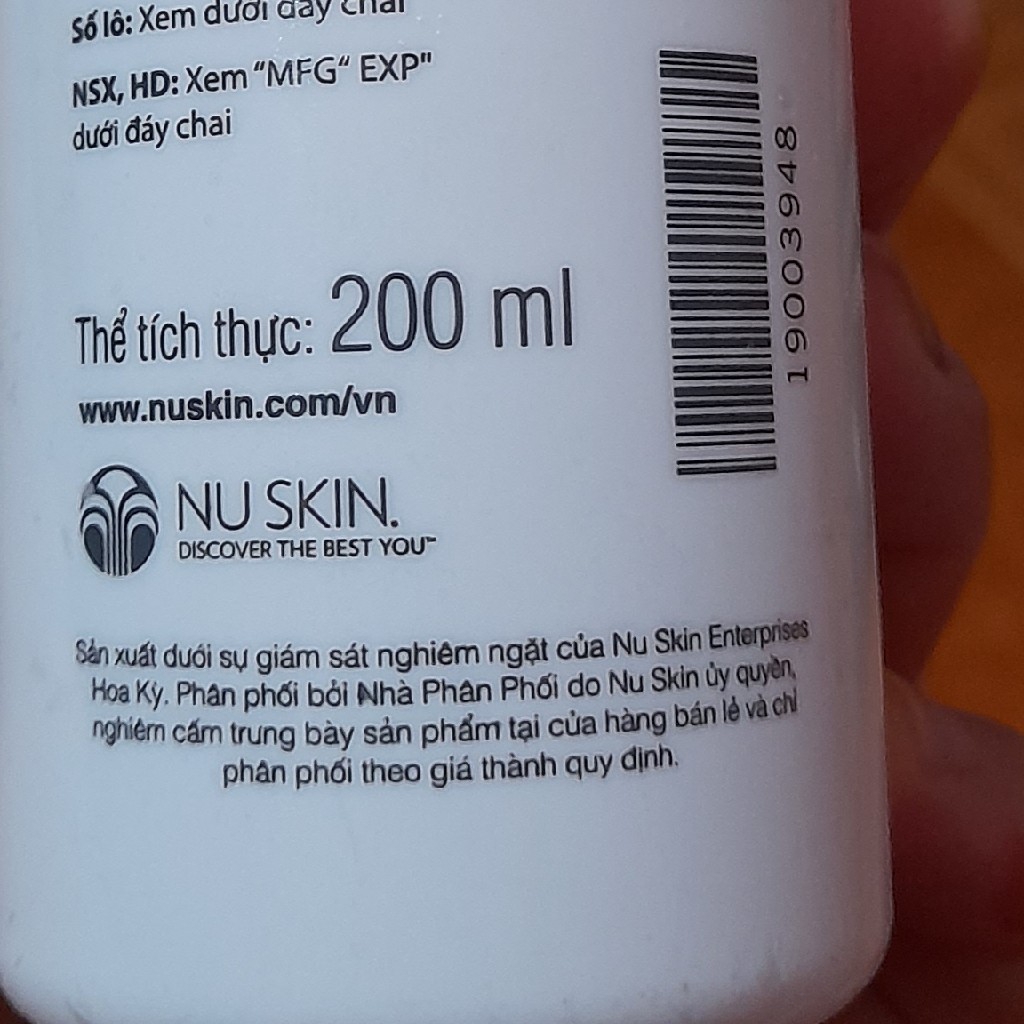 Số lô: Xem dưới đáy chai
NSX, HD: Xem “MFG“ EXP"
dưới đáy chai
Thể tích thực: 200 ml
www.nuskin.com/vn
NU SKIN.
DISCOVER THE BEST YOU™
Sản xuất dưới sự giám sát nghiêm ngặt của Nu Skin Enterprises
Hoa Kỳ. Phân phối bởi Nhà Phân Phối do Nu Skin ủy quyền,
nghiêm cấm trưng bày sản phẩm tại cửa hàng bán lẻ và chỉ
phân phối theo giá thành quy định.
19003948